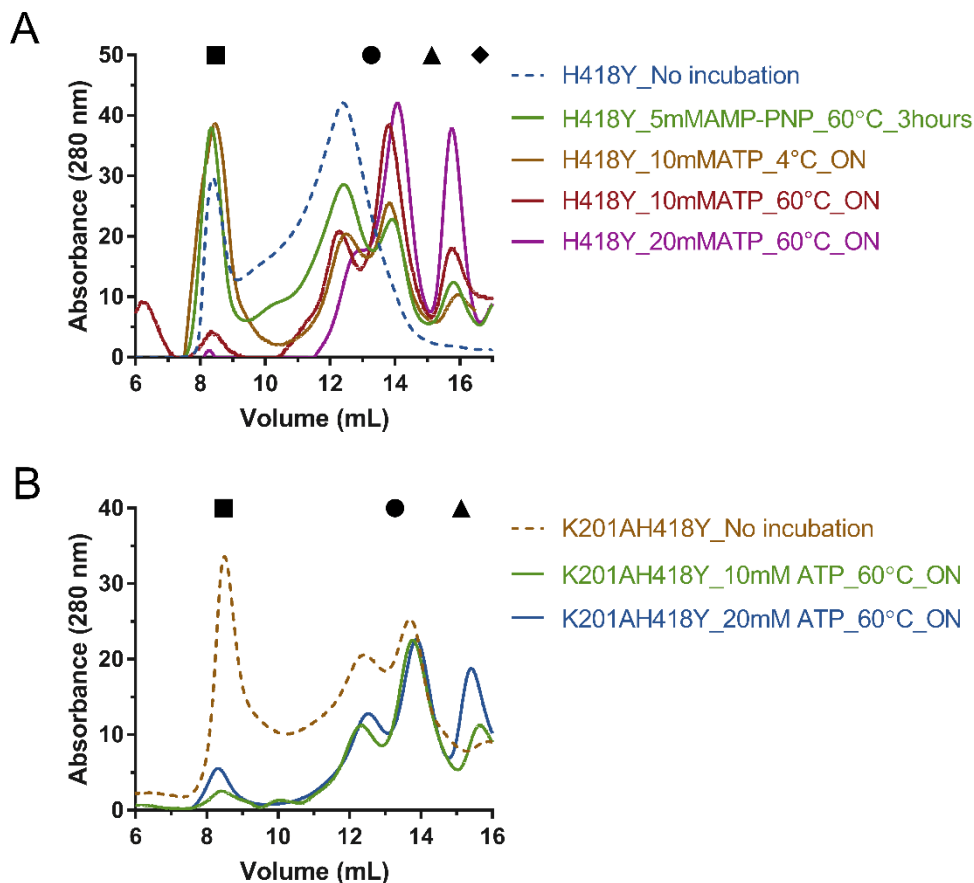 A
50
40
30
20
10
0
Absorbance (280 nm)
6 8 10 12 14 16
Volume (mL)
H418Y_No incubation
H418Y_5mMAMP-PNP_60°C_3hours
H418Y_10mMATP_4°C_ON
H418Y_10mMATP_60°C_ON
H418Y_20mMATP_60°C_ON
B
40
30
20
10
0
Absorbance (280 nm)
6 8 10 12 14 16
Volume (mL)
K201AH418Y_No incubation
K201AH418Y_10mM ATP_60°C_ON
K201AH418Y_20mM ATP_60°C_ON